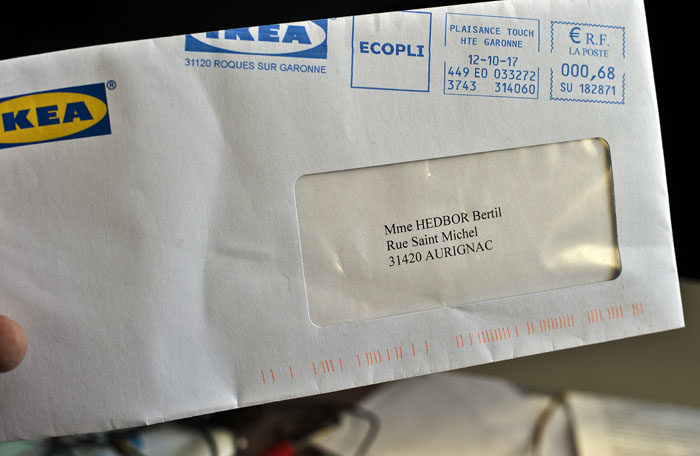 IKEA
31120 ROQUES SUR GARONNE
ECOPLI
PLAISANCE TOUCH
HTE GARONNE
12-10-17
449 EO 033272
3743 314060
€ R.F.
LA POSTE
000,68
SU 182871
IKEA®
Mme HEDBOR Bertil
Rue Saint Michel
31420 AURIGNAC